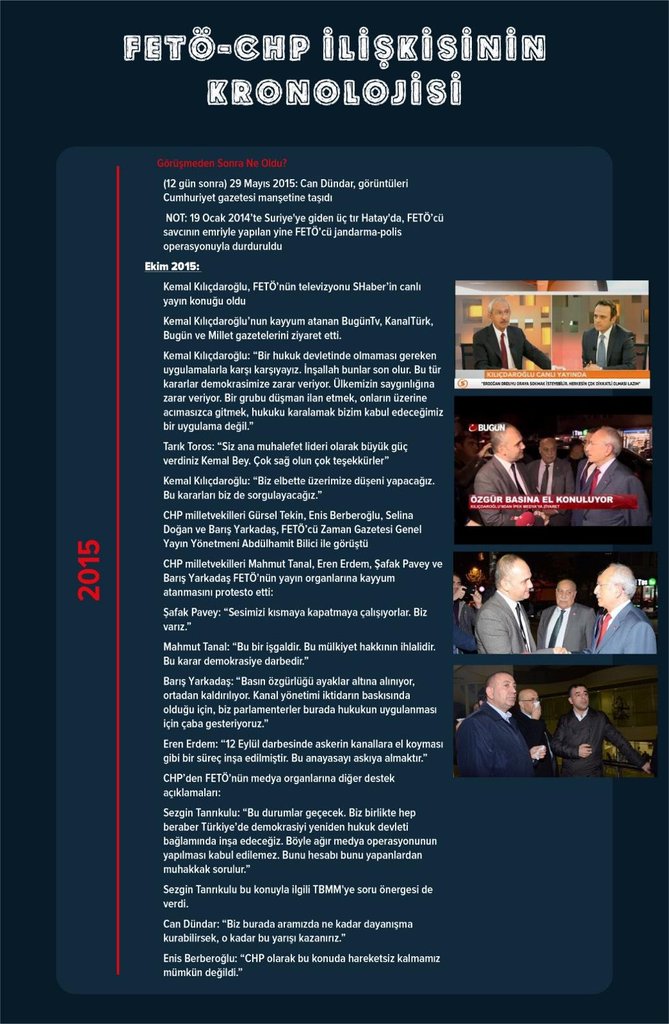 FETÖ-CHP İLİŞKİSİNİN
KRONOLOJİSİ
Görüşmeden Sonra Ne Oldu?
(12 gün sonra) 29 Mayıs 2015: Can Dündar, görüntüleri
Cumhuriyet gazetesi manşetine taşıdı
NOT: 19 Ocak 2014'te Suriye'ye giden üç tır Hatay'da, FETÖ'cü
savcının emriyle yapılan yine FETÖ'cü jandarma-polis
operasyonuyla durduruldu
Ekim 2015:
Kemal Kılıçdaroğlu, FETÖ'nün televizyonu SHaber'in canlı
yayın konuğu oldu
Kemal Kılıçdaroğlu'nun kayyum atanan BugünTv, KanalTürk,
Bugün ve Millet gazetelerini ziyaret etti.
Kemal Kılıçdaroğlu: “Bir hukuk devletinde olmaması gereken
uygulamalarla karşı karşıyayız. İnşallah bunlar son olur. Bu tür
kararlar demokrasimize zarar veriyor. Ülkemizin saygınlığına
zarar veriyor. Bir grubu düşman ilan etmek, onların üzerine
acımasızca gitmek, hukuku karalamak bizim kabul edeceğimiz
bir uygulama değil.”
Tarık Toros: “Siz ana muhalefet lideri olarak büyük güç
verdiniz Kemal Bey. Çok sağ olun çok teşekkürler”
Kemal Kılıçdaroğlu: “Biz elbette üzerimize düşeni yapacağız.
Bu kararları biz de sorgulayacağız.”
CHP milletvekilleri Gürsel Tekin, Enis Berberoğlu, Selina
Doğan ve Barış Yarkadaş, FETÖ'cü Zaman Gazetesi Genel
Yayın Yönetmeni Abdülhamit Bilici ile görüştü
CHP milletvekilleri Mahmut Tanal, Eren Erdem, Şafak Pavey ve
Barış Yarkadaş FETÖ'nün yayın organlarına kayyum
atanmasını protesto etti:
Şafak Pavey: “Sesimizi kısmaya kapatmaya çalışıyorlar. Biz
varız.”
Mahmut Tanal: “Bu bir işgaldir. Bu mülkiyet hakkının ihlalidir.
Bu karar demokrasiye darbedir.”
Barış Yarkadaş: “Basın özgürlüğü ayaklar altına alınıyor,
ortadan kaldırılıyor. Kanal yönetimi iktidarın baskısında
olduğu için, biz parlamenterler burada hukukun uygulanması
için çaba gesteriyoruz.”
Eren Erdem: “12 Eylül darbesinde askerin kanallara el koyması
gibi bir süreç inşa edilmiştir. Bu anayasayı askıya almaktır.”
CHP'den FETÖ'nün medya organlarına diğer destek
açıklamaları:
Sezgin Tanrıkulu: “Bu durumlar geçecek. Biz birlikte hep
beraber Türkiye'de demokrasiyi yeniden hukuk devleti
bağlamında inşa edeceğiz. Böyle ağır medya operasyonunun
yapılması kabul edilemez. Bunu hesabı bunu yapanlardan
muhakkak sorulur.”
Sezgin Tanrıkulu bu konuyla ilgili TBMM'ye soru önergesi de
verdi.
Can Dündar: “Biz burada aramızda ne kadar dayanışma
kurabilirsek, o kadar bu yarışı kazanırız.”
Enis Berberoğlu: “CHP olarak bu konuda hareketsiz kalmamız
mümkün değildi.”
2015
KILIÇDAROĞLU CANLI YAYINDA
"ERDOĞAN ORDUYU ORAYA SOKMAK İSTEYEBİLİR, HERKESİN ÇOK DİKKATLİ OLMASI LAZIM"
BUGÜN
ÖZGÜR BASINA EL KONULUYOR
KILIÇDAROĞLU'NDAN İPEK MEDYA'YA ZİYARET